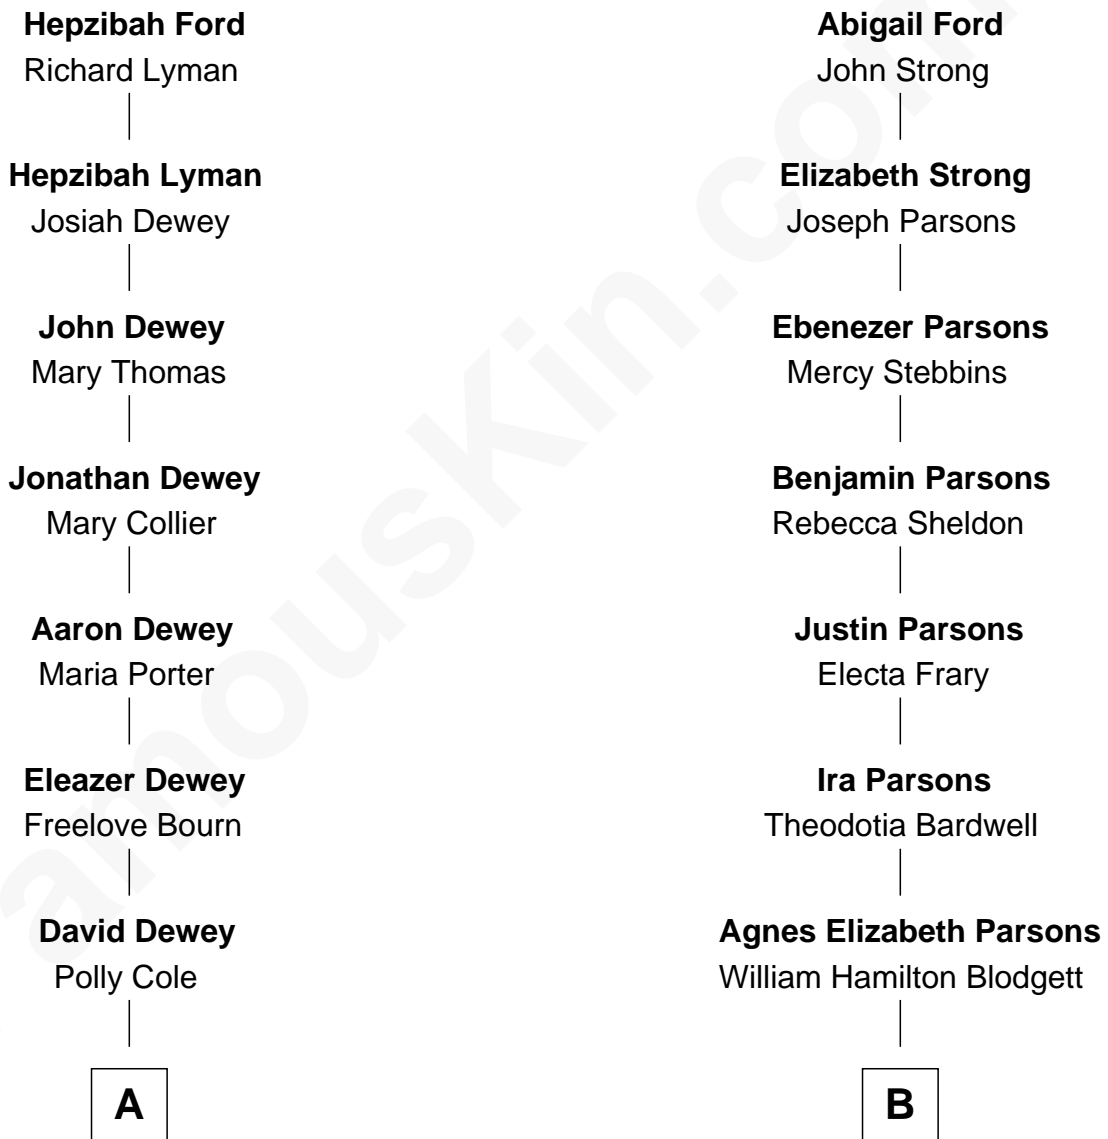 Hepzibah Ford
Richard Lyman
Hepzibah Lyman
Josiah Dewey
John Dewey
Mary Thomas
Jonathan Dewey
Mary Collier
Aaron Dewey
Maria Porter
Eleazer Dewey
Freelove Bourn
David Dewey
Polly Cole
A
Abigail Ford
John Strong
Elizabeth Strong
Joseph Parsons
Ebenezer Parsons
Mercy Stebbins
Benjamin Parsons
Rebecca Sheldon
Justin Parsons
Electa Frary
Ira Parsons
Theodotia Bardwell
Agnes Elizabeth Parsons
William Hamilton Blodgett
B
amouskin.com